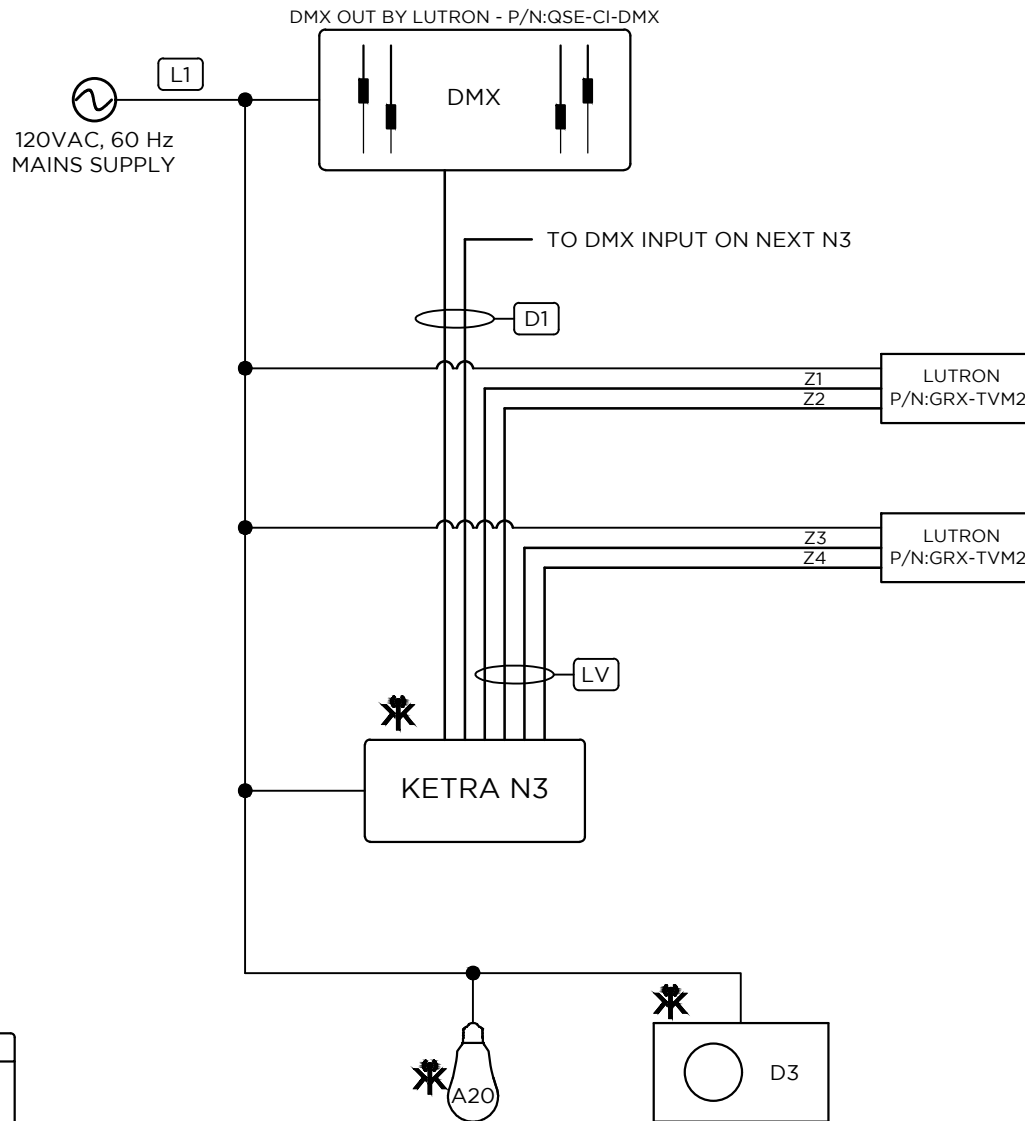 DMX OUT BY LUTRON - P/N:QSE-CI-DMX
L1
DMX
120VAC, 60 Hz
MAINS SUPPLY
TO DMX INPUT ON NEXT N3
D1
Z1
Z2
LUTRON
P/N:GRX-TVM2
Z3
Z4
LUTRON
P/N:GRX-TVM2
LV
KETRA N3
A20
D3